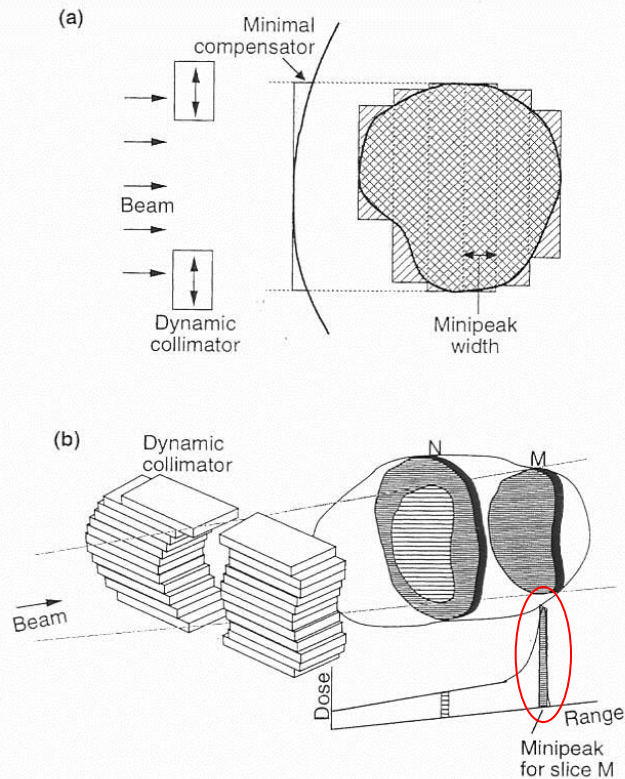 (a)
Minimal
compensator
Beam
Dynamic
collimator
Minipeak
width
(b)
Dynamic
collimator
N
M
Beam
Dose
Range
Minipeak
for slice M